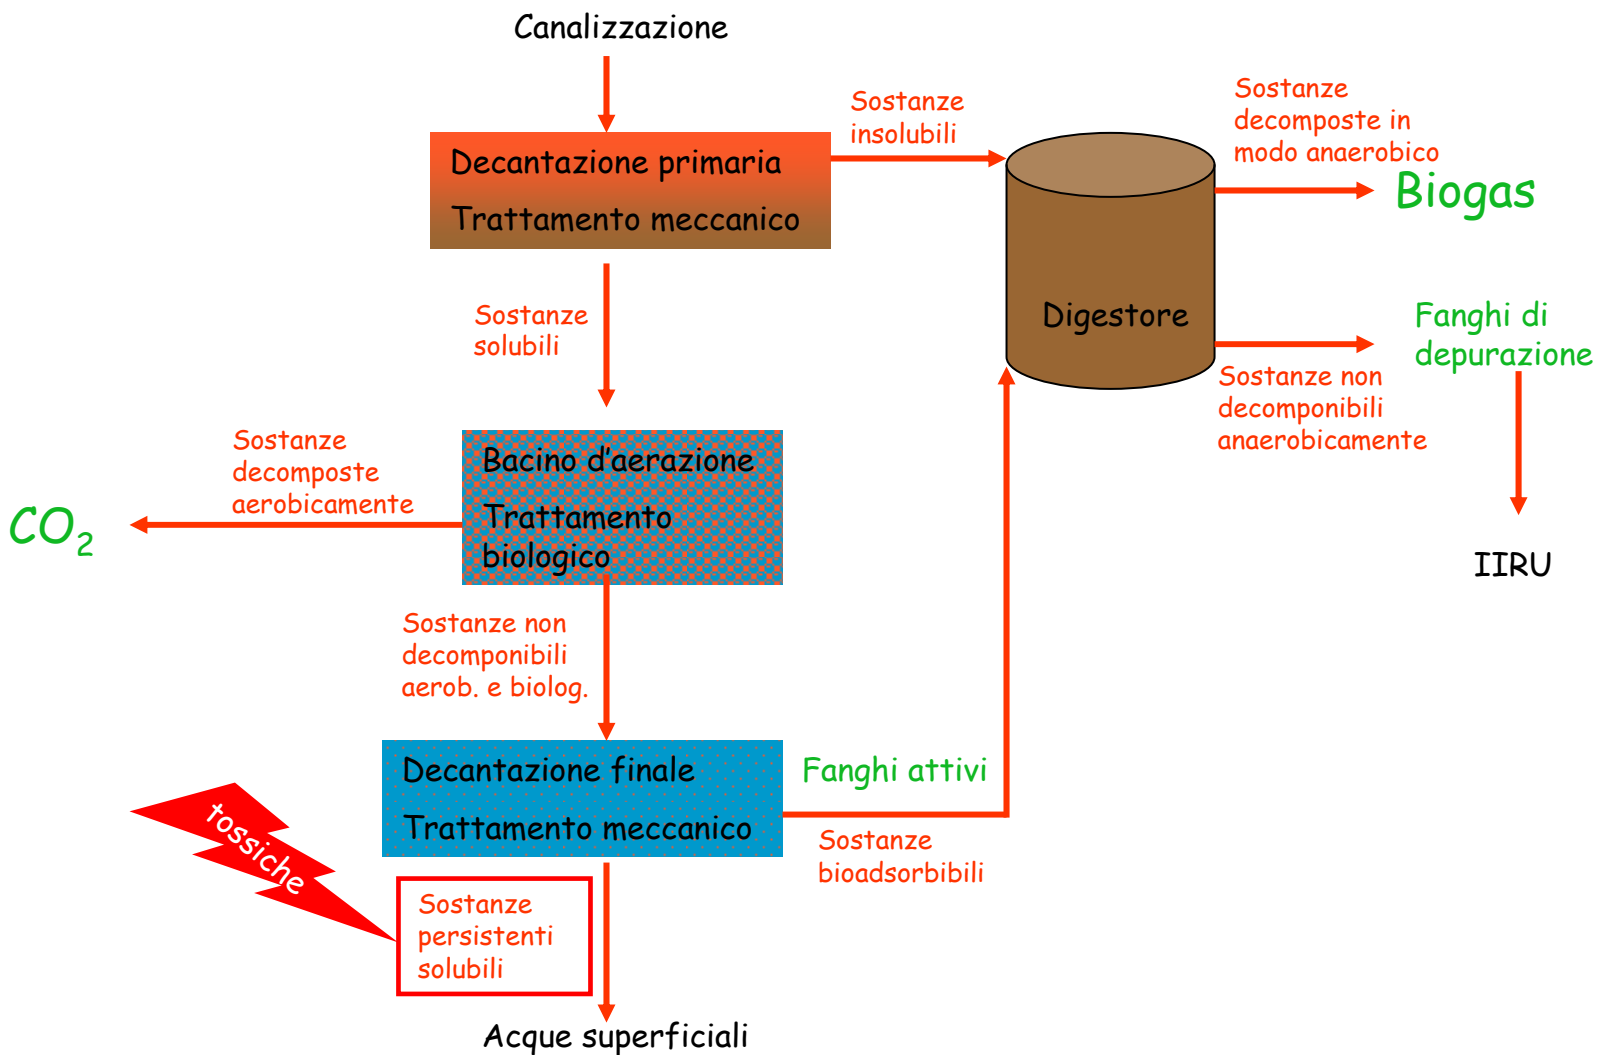 Canalizzazione
Sostanze
insolubili
Sostanze
decomposte in
modo anaerobico
Biogas
Decantazione primaria
Trattamento meccanico
Digestore
Fanghi di
depurazione
Sostanze
solubili
Sostanze non
decomponibili
anaerobicamente
Sostanze
decomposte
aerobicamente
CO₂
Bacino d'aerazione
Trattamento
biologico
IIRU
Sostanze non
decomponibili
aerob. e biolog.
Decantazione finale
Trattamento meccanico
Fanghi attivi
Sostanze
bioadsorbibili
tossiche
Sostanze
persistenti
solubili
Acque superficiali